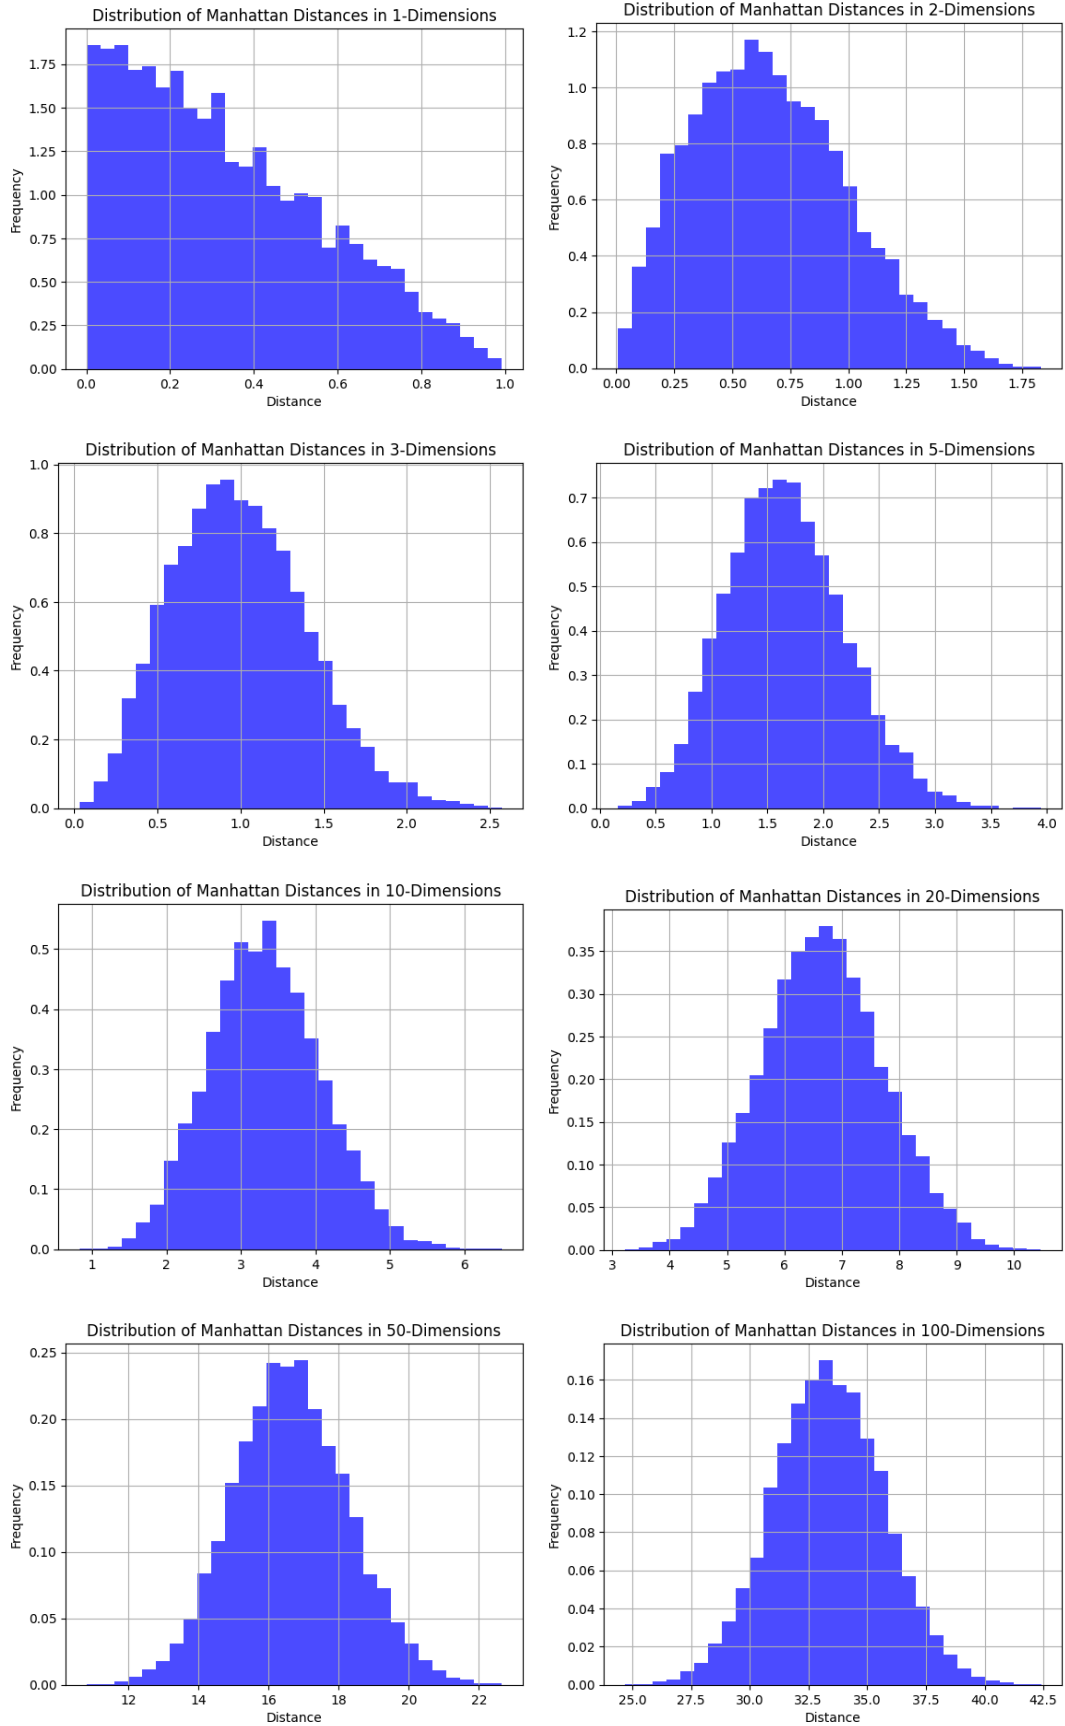 Distribution of Manhattan Distances in 1-Dimensions
1.75
1.50
1.25
1.00
0.75
0.50
0.25
0.00
Frequency
0.0 0.2 0.4 0.6 0.8 1.0
Distance
Distribution of Manhattan Distances in 2-Dimensions
1.2
1.0
0.8
0.6
0.4
0.2
0.0
Frequency
0.00 0.25 0.50 0.75 1.00 1.25 1.50 1.75
Distance
Distribution of Manhattan Distances in 3-Dimensions
1.0
0.8
0.6
0.4
0.2
0.0
Frequency
0.0 0.5 1.0 1.5 2.0 2.5
Distance
Distribution of Manhattan Distances in 5-Dimensions
0.7
0.6
0.5
0.4
0.3
0.2
0.1
0.0
Frequency
0.0 0.5 1.0 1.5 2.0 2.5 3.0 3.5 4.0
Distance
Distribution of Manhattan Distances in 10-Dimensions
0.5
0.4
0.3
0.2
0.1
0.0
Frequency
1 2 3 4 5 6
Distance
Distribution of Manhattan Distances in 20-Dimensions
0.35
0.30
0.25
0.20
0.15
0.10
0.05
0.00
Frequency
3 4 5 6 7 8 9 10
Distance
Distribution of Manhattan Distances in 50-Dimensions
0.25
0.20
0.15
0.10
0.05
0.00
Frequency
12 14 16 18 20 22
Distance
Distribution of Manhattan Distances in 100-Dimensions
0.16
0.14
0.12
0.10
0.08
0.06
0.04
0.02
0.00
Frequency
25.0 27.5 30.0 32.5 35.0 37.5 40.0 42.5
Distance